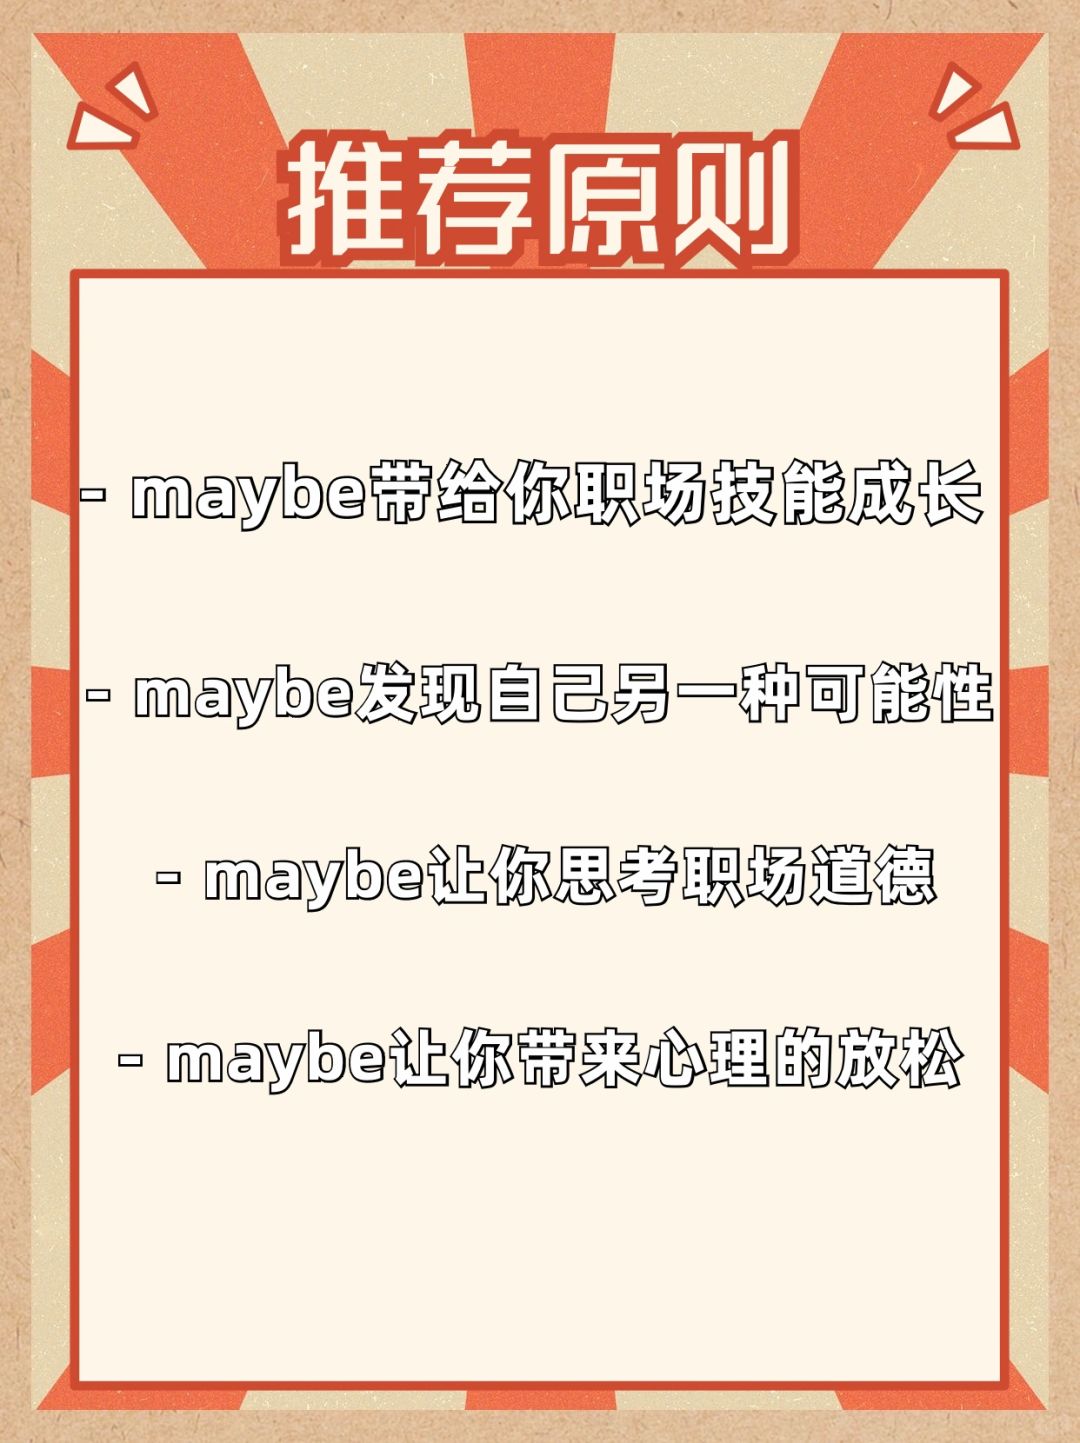 推荐原则
- maybe带给你职场技能成长
- maybe发现自己另一种可能性
- maybe让你思考职场道德
- maybe让你带来心理的放松